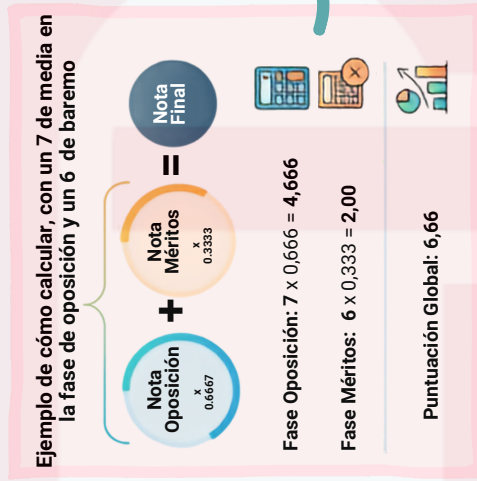 Ejemplo de cómo calcular, con un 7 de media en
la fase de oposición y un 6 de baremo
Nota
Oposición
x
0.6667
+
Nota
Méritos
x
0.3333
=
Nota
Final
Fase Oposición: 7 x 0,666 = 4,666
Fase Méritos: 6 x 0,333 = 2,00
Puntuación Global: 6,66